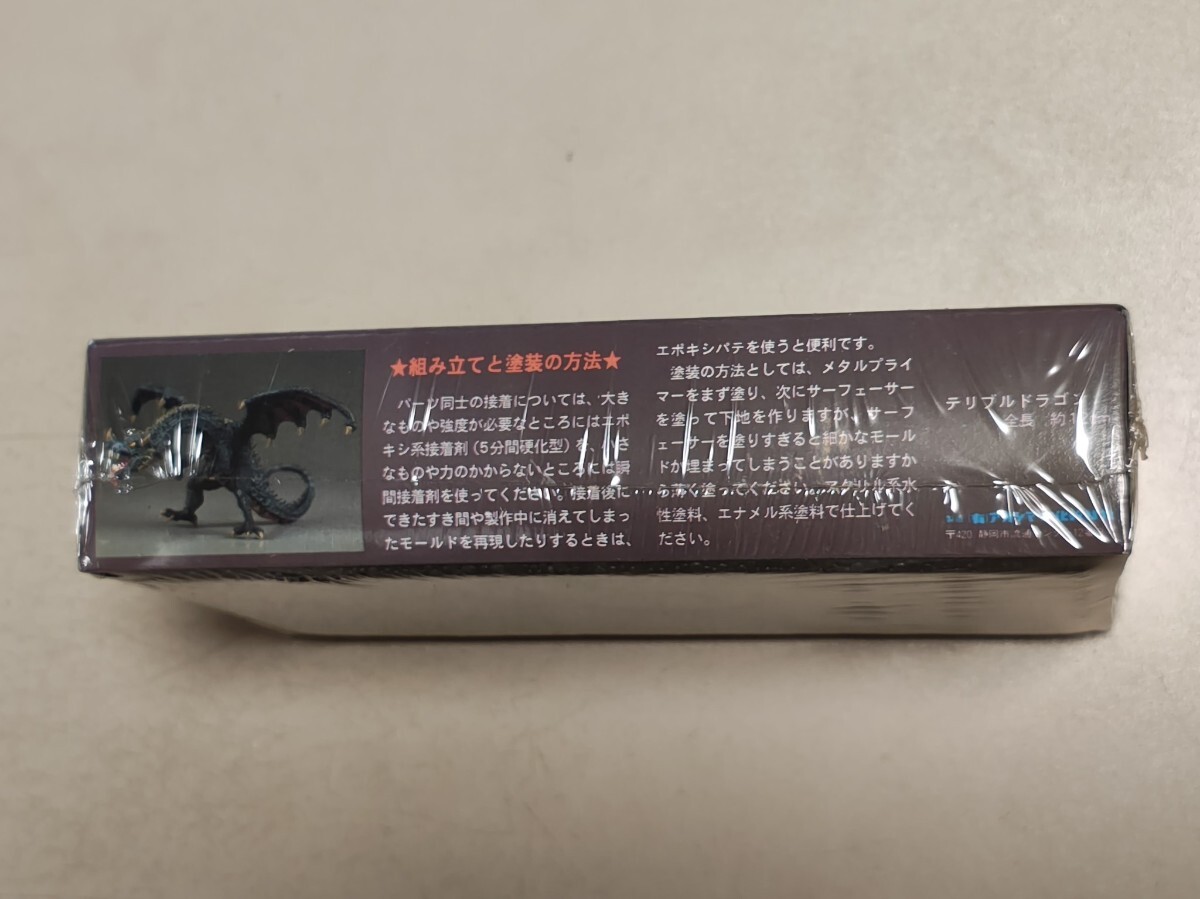 ★組み立てと塗装の方法★
パーツ同士の接着については、大き
なものや強度が必要なところにはエポ
キシ系接着剤(5分間硬化型)を、小さ
なものや力のかからないところには瞬
間接着剤を使ってください。接着後に
できたすき間や製作中に消えてしまっ
たモールドを再現したりするときは、
エポキシパテを使うと便利です。
塗装の方法としては、メタルプライ
マーをまず塗り、次にサーフェーサー
を塗って下地を作りますが、サーフ
ェーサーを塗りすぎると細かなモール
ドが埋まってしまうことがありますか
ら薄く塗ってください。アクリル系水
性塗料、エナメル系塗料で仕上げてく
ださい。
テリブルドラゴン
全長 約
〒420 静岡市